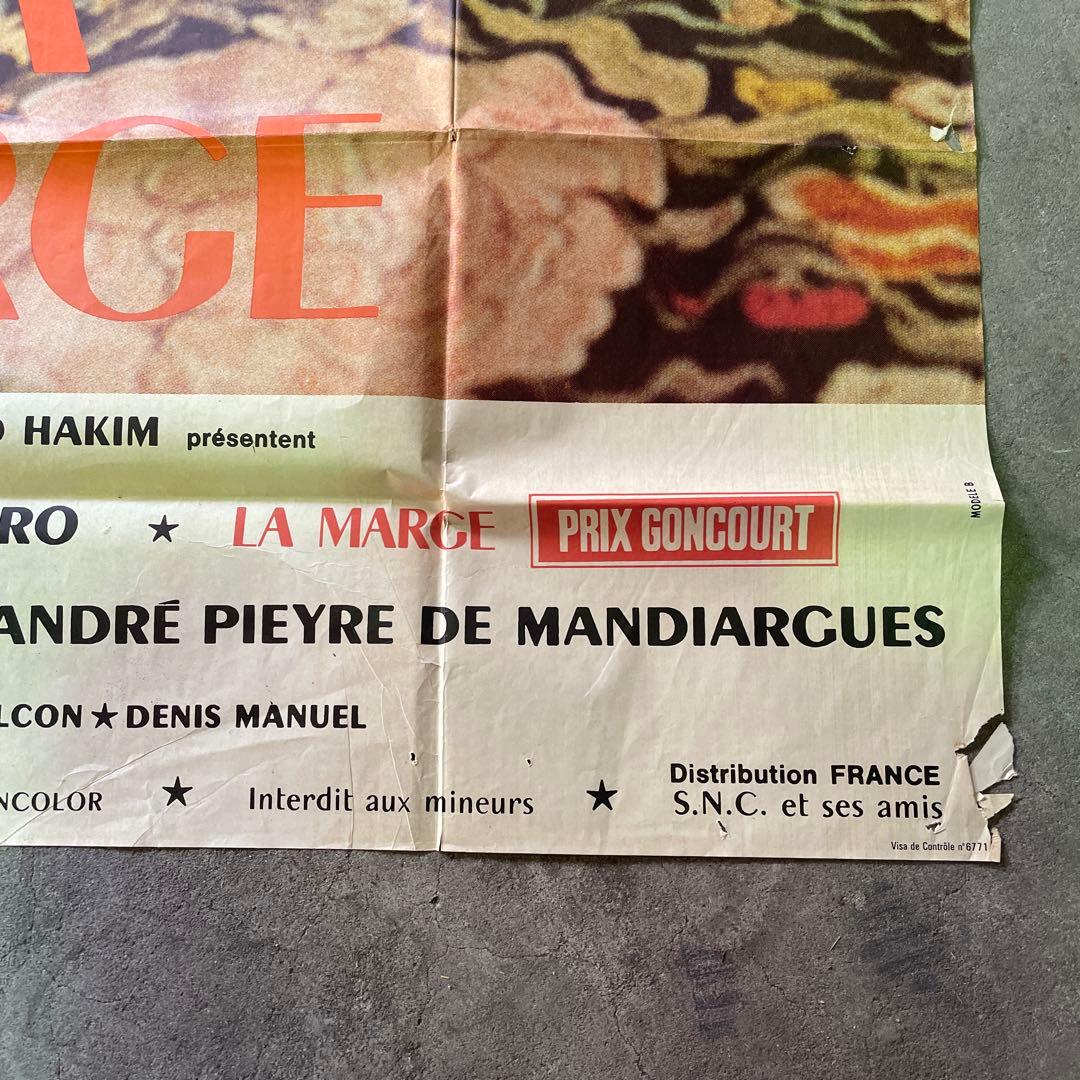 RGE
HAKIM présentent
MODELE B
RO ★ LA MARGE PRIX GONCOURT
ANDRÉ PIEYRE DE MANDIARGUES
LCON ★ DENIS MANUEL
NCOLOR ★ Interdit aux mineurs ★ Distribution FRANCE
S.N.C. et ses amis
Visa de Contrôle n° 6771